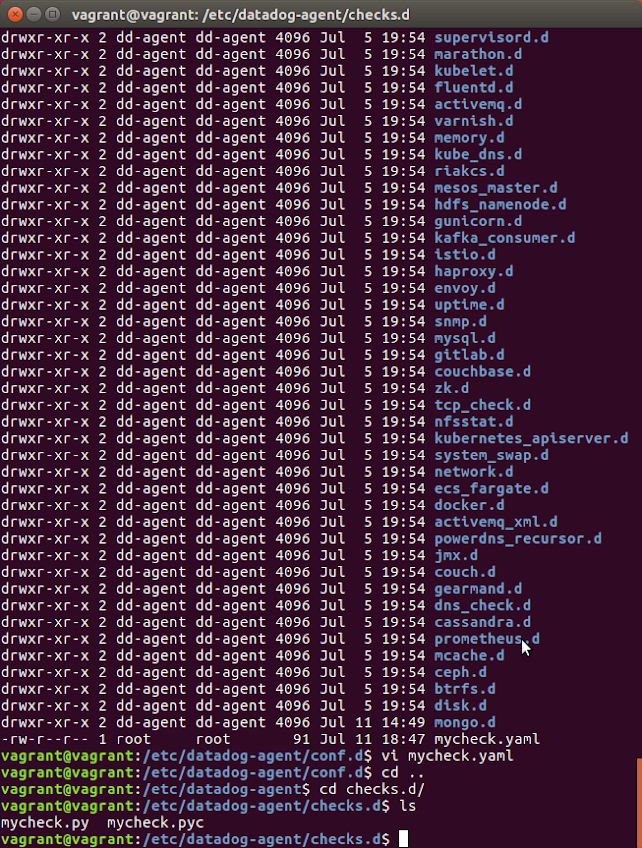 vagrant@vagrant: /etc/datadog-agent/checks.d
drwxr-xr-x 2 dd-agent dd-agent 4096 Jul  5 19:54 supervisord.d
drwxr-xr-x 2 dd-agent dd-agent 4096 Jul  5 19:54 marathon.d
drwxr-xr-x 2 dd-agent dd-agent 4096 Jul  5 19:54 kubelet.d
drwxr-xr-x 2 dd-agent dd-agent 4096 Jul  5 19:54 fluentd.d
drwxr-xr-x 2 dd-agent dd-agent 4096 Jul  5 19:54 activemq.d
drwxr-xr-x 2 dd-agent dd-agent 4096 Jul  5 19:54 varnish.d
drwxr-xr-x 2 dd-agent dd-agent 4096 Jul  5 19:54 memory.d
drwxr-xr-x 2 dd-agent dd-agent 4096 Jul  5 19:54 kube_dns.d
drwxr-xr-x 2 dd-agent dd-agent 4096 Jul  5 19:54 riakcs.d
drwxr-xr-x 2 dd-agent dd-agent 4096 Jul  5 19:54 mesos_master.d
drwxr-xr-x 2 dd-agent dd-agent 4096 Jul  5 19:54 hdfs_namenode.d
drwxr-xr-x 2 dd-agent dd-agent 4096 Jul  5 19:54 gunicorn.d
drwxr-xr-x 2 dd-agent dd-agent 4096 Jul  5 19:54 kafka_consumer.d
drwxr-xr-x 2 dd-agent dd-agent 4096 Jul  5 19:54 istio.d
drwxr-xr-x 2 dd-agent dd-agent 4096 Jul  5 19:54 haproxy.d
drwxr-xr-x 2 dd-agent dd-agent 4096 Jul  5 19:54 envoy.d
drwxr-xr-x 2 dd-agent dd-agent 4096 Jul  5 19:54 uptime.d
drwxr-xr-x 2 dd-agent dd-agent 4096 Jul  5 19:54 snmp.d
drwxr-xr-x 2 dd-agent dd-agent 4096 Jul  5 19:54 mysql.d
drwxr-xr-x 2 dd-agent dd-agent 4096 Jul  5 19:54 gitlab.d
drwxr-xr-x 2 dd-agent dd-agent 4096 Jul  5 19:54 couchbase.d
drwxr-xr-x 2 dd-agent dd-agent 4096 Jul  5 19:54 zk.d
drwxr-xr-x 2 dd-agent dd-agent 4096 Jul  5 19:54 tcp_check.d
drwxr-xr-x 2 dd-agent dd-agent 4096 Jul  5 19:54 nfsstat.d
drwxr-xr-x 2 dd-agent dd-agent 4096 Jul  5 19:54 kubernetes_apiserver.d
drwxr-xr-x 2 dd-agent dd-agent 4096 Jul  5 19:54 system_swap.d
drwxr-xr-x 2 dd-agent dd-agent 4096 Jul  5 19:54 network.d
drwxr-xr-x 2 dd-agent dd-agent 4096 Jul  5 19:54 ecs_fargate.d
drwxr-xr-x 2 dd-agent dd-agent 4096 Jul  5 19:54 docker.d
drwxr-xr-x 2 dd-agent dd-agent 4096 Jul  5 19:54 activemq_xml.d
drwxr-xr-x 2 dd-agent dd-agent 4096 Jul  5 19:54 powerdns_recursor.d
drwxr-xr-x 2 dd-agent dd-agent 4096 Jul  5 19:54 jmx.d
drwxr-xr-x 2 dd-agent dd-agent 4096 Jul  5 19:54 couch.d
drwxr-xr-x 2 dd-agent dd-agent 4096 Jul  5 19:54 gearmand.d
drwxr-xr-x 2 dd-agent dd-agent 4096 Jul  5 19:54 dns_check.d
drwxr-xr-x 2 dd-agent dd-agent 4096 Jul  5 19:54 cassandra.d
drwxr-xr-x 2 dd-agent dd-agent 4096 Jul  5 19:54 prometheus.d
drwxr-xr-x 2 dd-agent dd-agent 4096 Jul  5 19:54 mcache.d
drwxr-xr-x 2 dd-agent dd-agent 4096 Jul  5 19:54 ceph.d
drwxr-xr-x 2 dd-agent dd-agent 4096 Jul  5 19:54 btrfs.d
drwxr-xr-x 2 dd-agent dd-agent 4096 Jul  5 19:54 disk.d
drwxr-xr-x 2 dd-agent dd-agent 4096 Jul 11 14:49 mongo.d
-rw-r--r-- 1 root     root       91 Jul 11 18:47 mycheck.yaml
vagrant@vagrant:/etc/datadog-agent/conf.d$ vi mycheck.yaml
vagrant@vagrant:/etc/datadog-agent/conf.d$ cd ..
vagrant@vagrant:/etc/datadog-agent$ cd checks.d/
vagrant@vagrant:/etc/datadog-agent/checks.d$ ls
mycheck.py  mycheck.pyc
vagrant@vagrant:/etc/datadog-agent/checks.d$